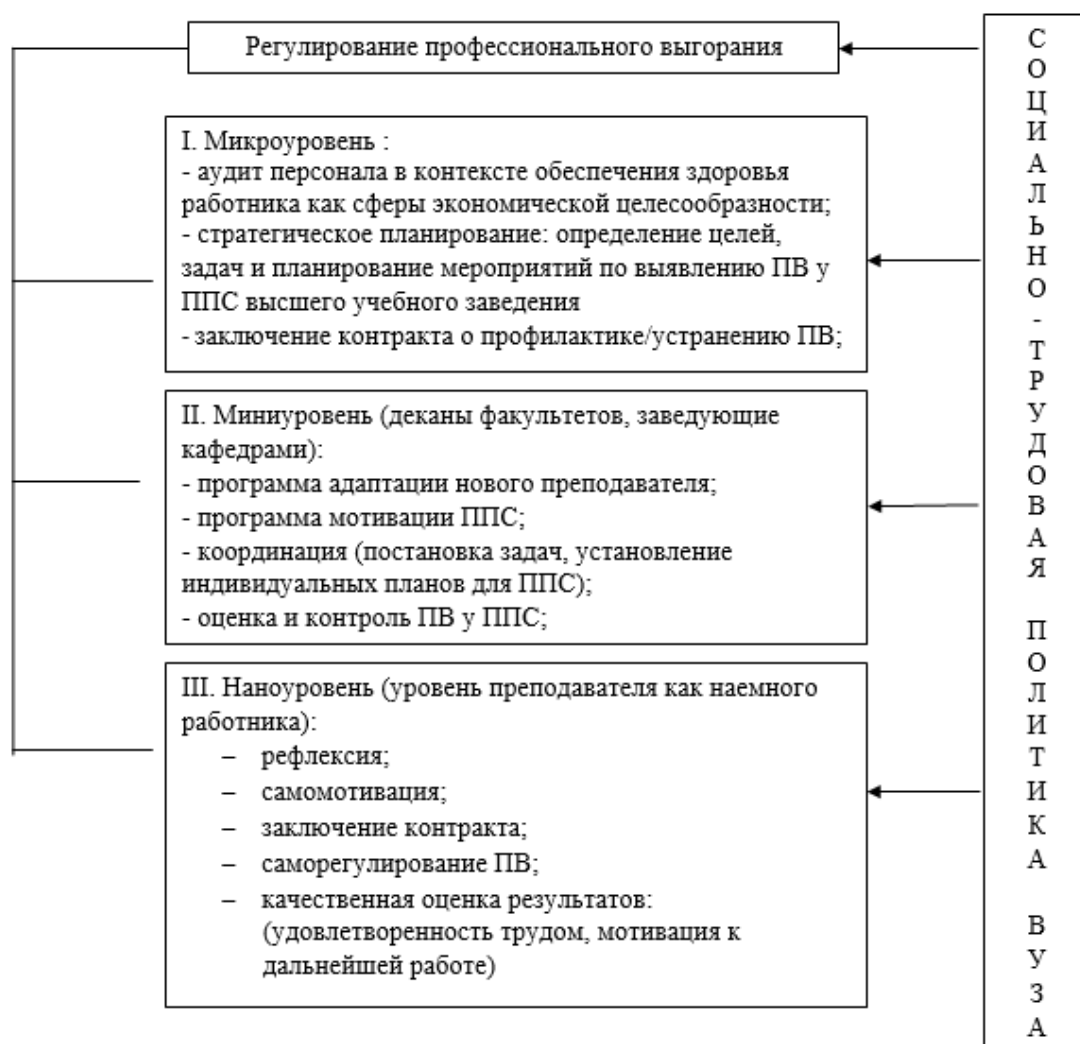 Регулирование профессионального выгорания
I. Микроуровень :
- аудит персонала в контексте обеспечения здоровья
работника как сферы экономической целесообразности;
- стратегическое планирование: определение целей,
задач и планирование мероприятий по выявлению ПВ у
ППС высшего учебного заведения
- заключение контракта о профилактике/устранению ПВ;
II. Миниуровень (деканы факультетов, заведующие
кафедрами):
- программа адаптации нового преподавателя;
- программа мотивации ППС;
- координация (постановка задач, установление
индивидуальных планов для ППС);
- оценка и контроль ПВ у ППС;
III. Наноуровень (уровень преподавателя как наемного
работника):
– рефлексия;
– самомотивация;
– заключение контракта;
– саморегулирование ПВ;
– качественная оценка результатов:
(удовлетворенность трудом, мотивация к
дальнейшей работе)
СОЦИАЛЬНО-ТРУДОВАЯ ПОЛИТИКА ВУЗА